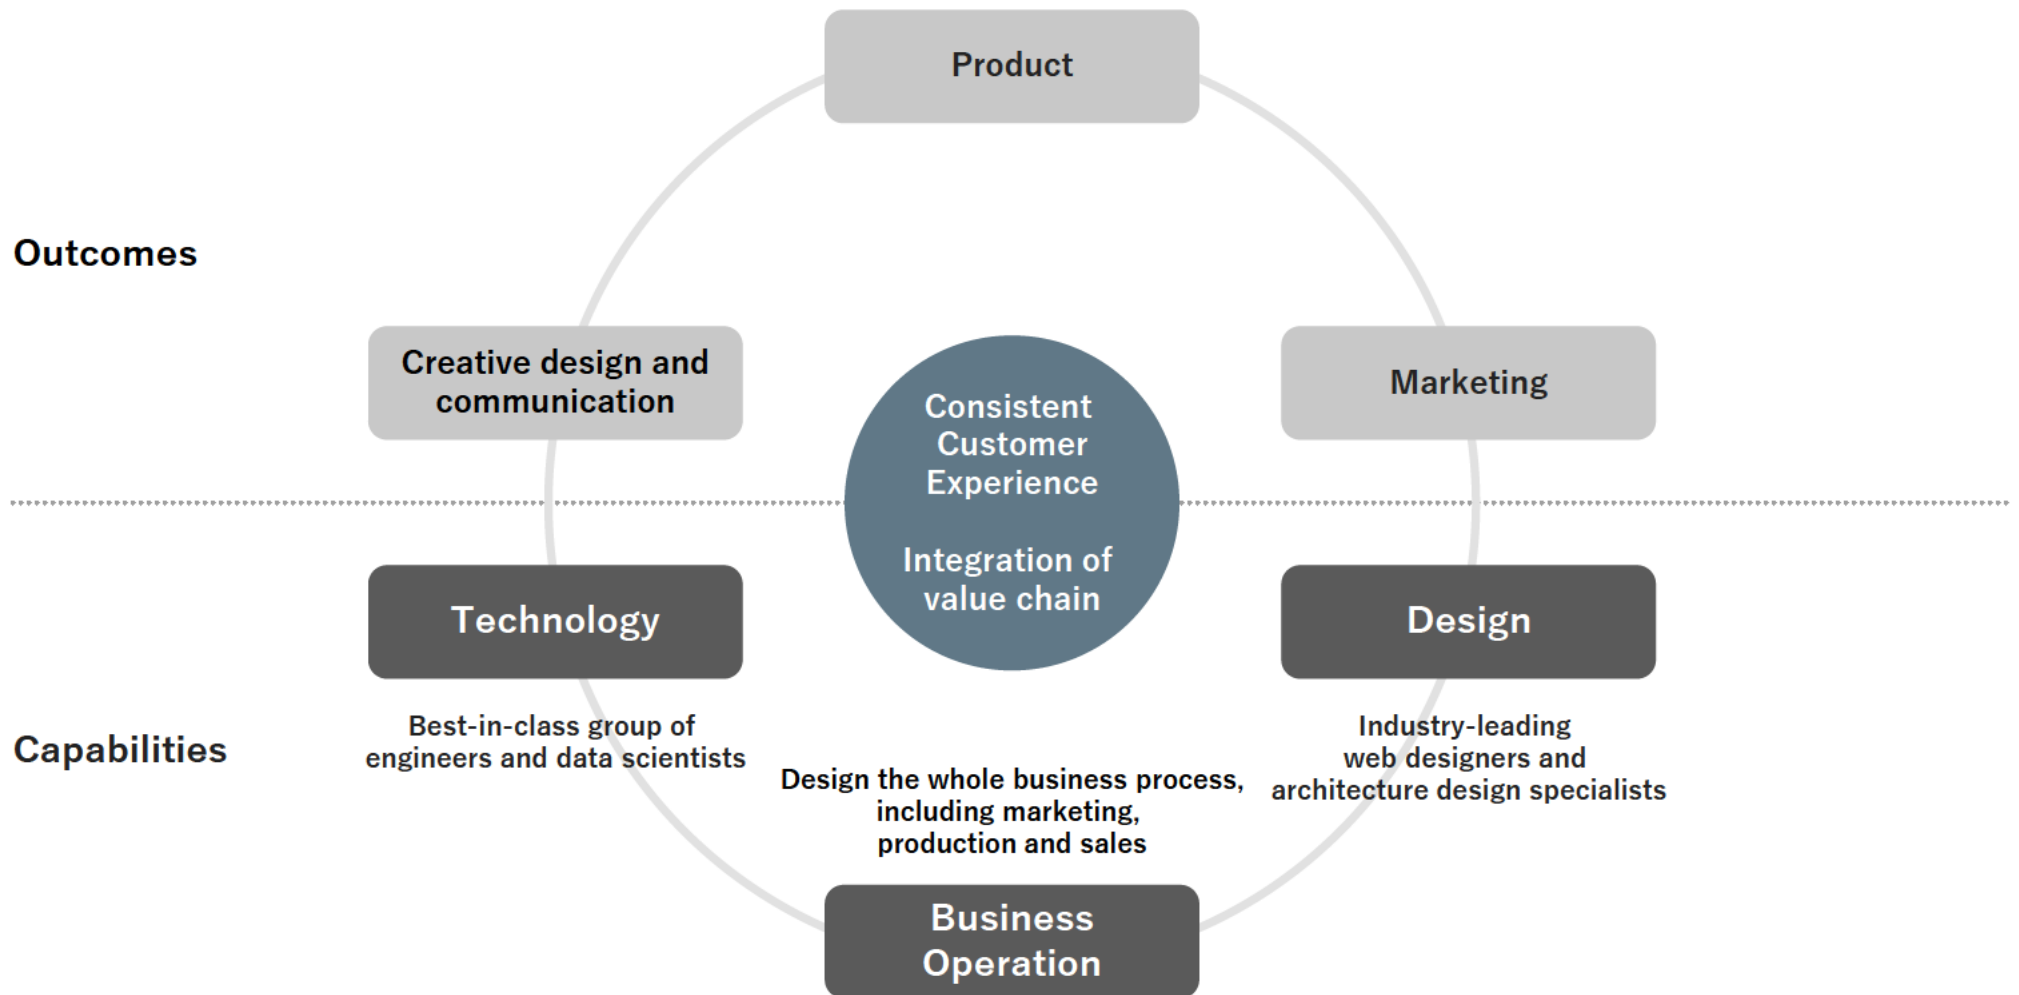 Product
Outcomes
Creative design and
communication
Marketing
Consistent
Customer
Experience
Integration of
value chain
Technology
Design
Capabilities
Best-in-class group of
engineers and data scientists
Design the whole business process,
including marketing,
production and sales
Industry-leading
web designers and
architecture design specialists
Business
Operation